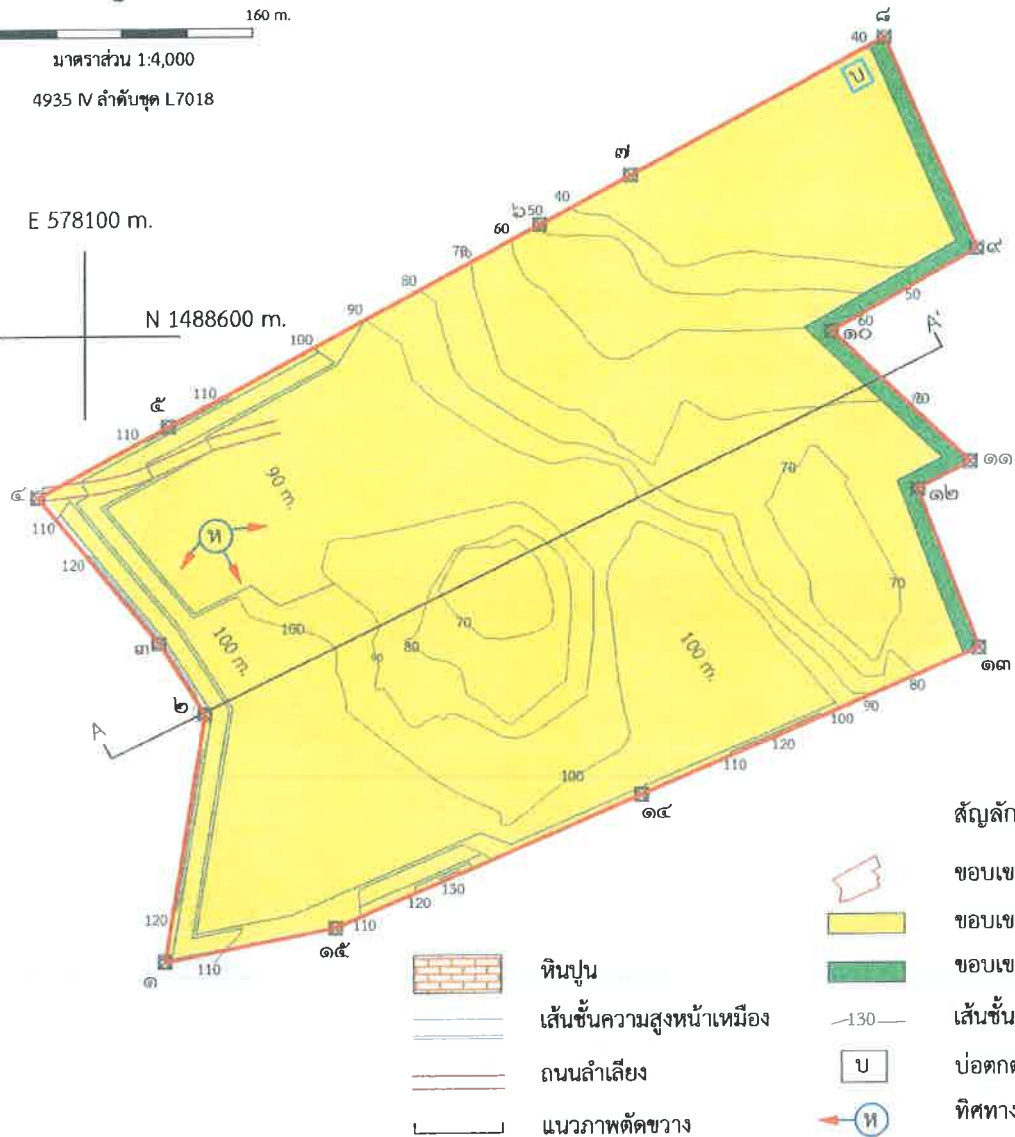 160 m.
มาตราส่วน 1:4,000
4935 IV ลำดับชุด L7018
๘
40
บ
๗
E 578100 m.
๖ 50 40
60
70
๙
80
50
N 1488600 m.
90
60
๑๐
A'
100
110
80
๕
110
70
๑๑
90 m.
๔
๑๒
110
ห
120
70
70
100
100 m.
80
100 m.
๓
90
๑๓
๒
80
A
90
100
120
100
110
๑๔
สัญลัก
ขอบเข
130
120
120
ขอบเข
110
๑๕
หินปูน
ขอบเข
๑
110
เส้นชั้นความสูงหน้าเหมือง
130
เส้นชั้น
ถนนลำเลียง
บ
บ่อตกต
แนวภาพตัดขวาง
ห
ทิศทาง